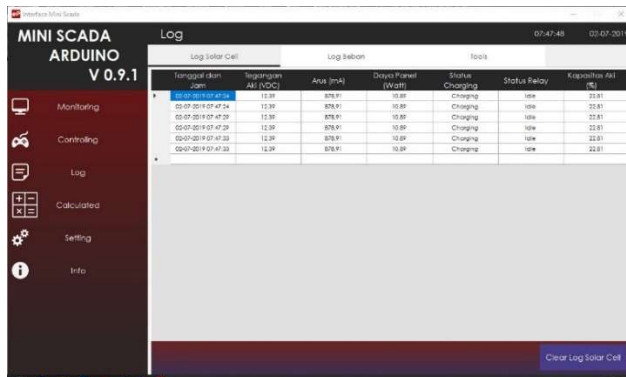 Interface Mini Scada
MINI SCADA
ARDUINO
V 0.9.1
Monitoring
Controling
Log
Calculated
Setting
Info
Log
07:47:48 02-07-2019
Log Solar Cell Log Beban Tools
Tanggal dan Jam Tegangan Aki (VDC) Arus (mA) Daya Panel (Watt) Status Charging Status Relay Kapasitas Aki (%)
02-07-2019 07:47:24 12,39 878,91 10,89 Charging Idle 22,81
02-07-2019 07:47:24 12,39 878,91 10,89 Charging Idle 22,81
02-07-2019 07:47:29 12,39 878,91 10,89 Charging Idle 22,81
02-07-2019 07:47:29 12,39 878,91 10,89 Charging Idle 22,81
02-07-2019 07:47:33 12,39 878,91 10,89 Charging Idle 22,81
02-07-2019 07:47:33 12,39 878,91 10,89 Charging Idle 22,81
Clear Log Solar Cell